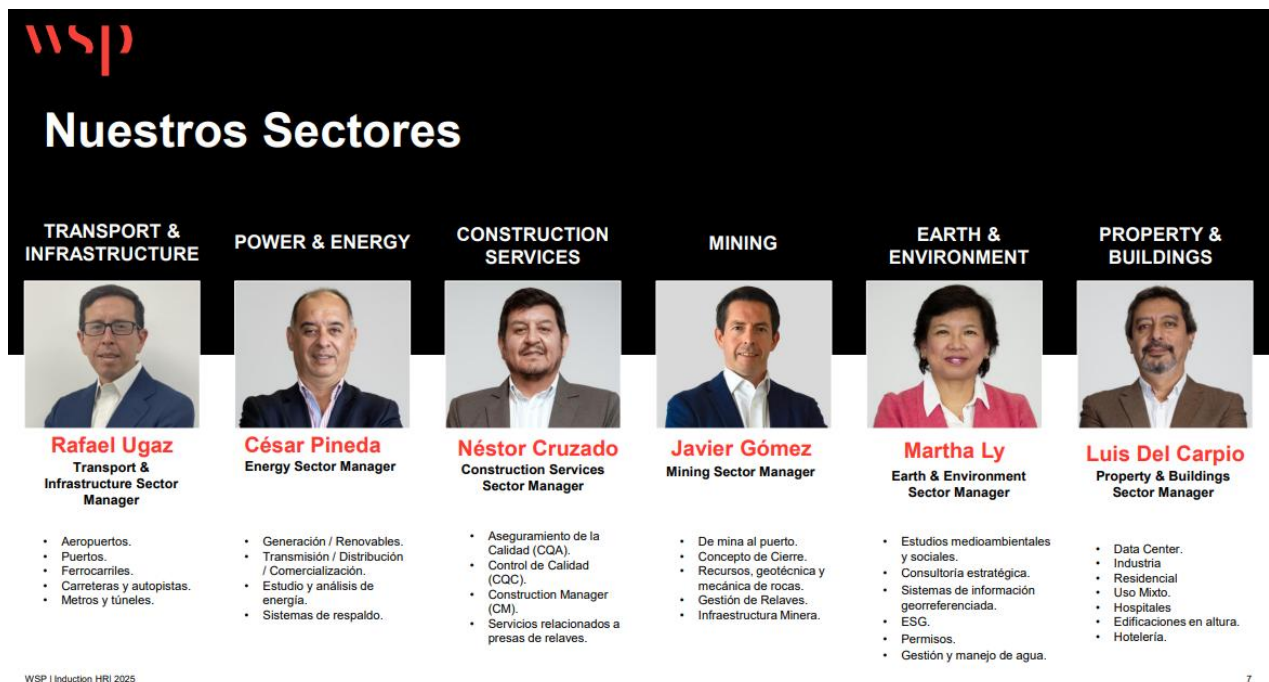 wsp
Nuestros Sectores
TRANSPORT &
INFRASTRUCTURE
POWER & ENERGY
CONSTRUCTION
SERVICES
MINING
EARTH &
ENVIRONMENT
PROPERTY &
BUILDINGS
Rafael Ugaz
Transport &
Infrastructure Sector
Manager
• Aeropuertos.
• Puertos.
• Ferrocarriles.
• Carreteras y autopistas.
• Metros y túneles.
César Pineda
Energy Sector Manager
• Generación / Renovables.
• Transmisión / Distribución
/ Comercialización.
• Estudio y análisis de
energía.
• Sistemas de respaldo.
Néstor Cruzado
Construction Services
Sector Manager
• Aseguramiento de la
Calidad (CQA).
• Control de Calidad
(CQC).
• Construction Manager
(CM).
• Servicios relacionados a
presas de relaves.
Javier Gómez
Mining Sector Manager
• De mina al puerto.
• Concepto de Cierre.
• Recursos, geotécnica y
mecánica de rocas.
• Gestión de Relaves.
• Infraestructura Minera.
Martha Ly
Earth & Environment
Sector Manager
• Estudios medioambientales
y sociales.
• Consultoría estratégica.
• Sistemas de información
georreferenciada.
• ESG.
• Permisos.
• Gestión y manejo de agua.
Luis Del Carpio
Property & Buildings
Sector Manager
• Data Center.
• Industria
• Residencial
• Uso Mixto.
• Hospitales
• Edificaciones en altura.
• Hotelería.
WSP | Induction HRI 2025
7